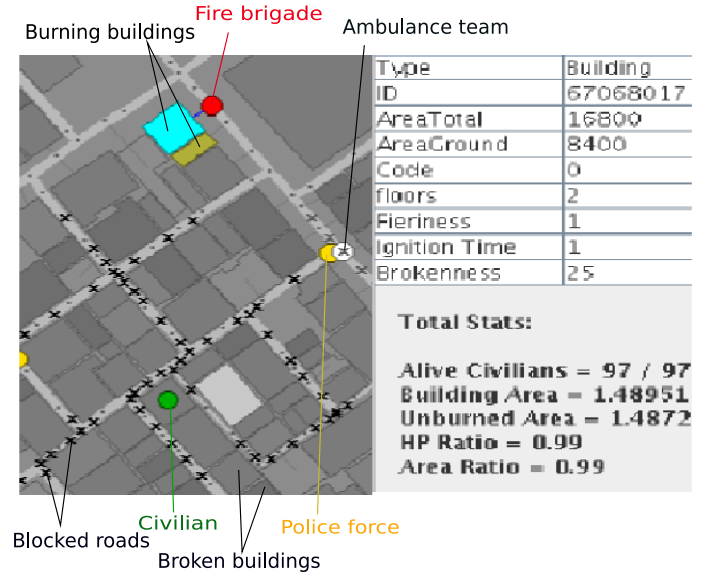 Fire brigade
Burning buildings
Ambulance team
Type Building
ID 67068017
AreaTotal 16800
AreaGround 8400
Code 0
floors 2
Fieriness 1
Ignition Time 1
Brokenness 25
Total Stats:
Alive Civilians = 97 / 97
Building Area = 1.48951
Unburned Area = 1.4872
HP Ratio = 0.99
Area Ratio = 0.99
Civilian
Police force
Blocked roads
Broken buildings